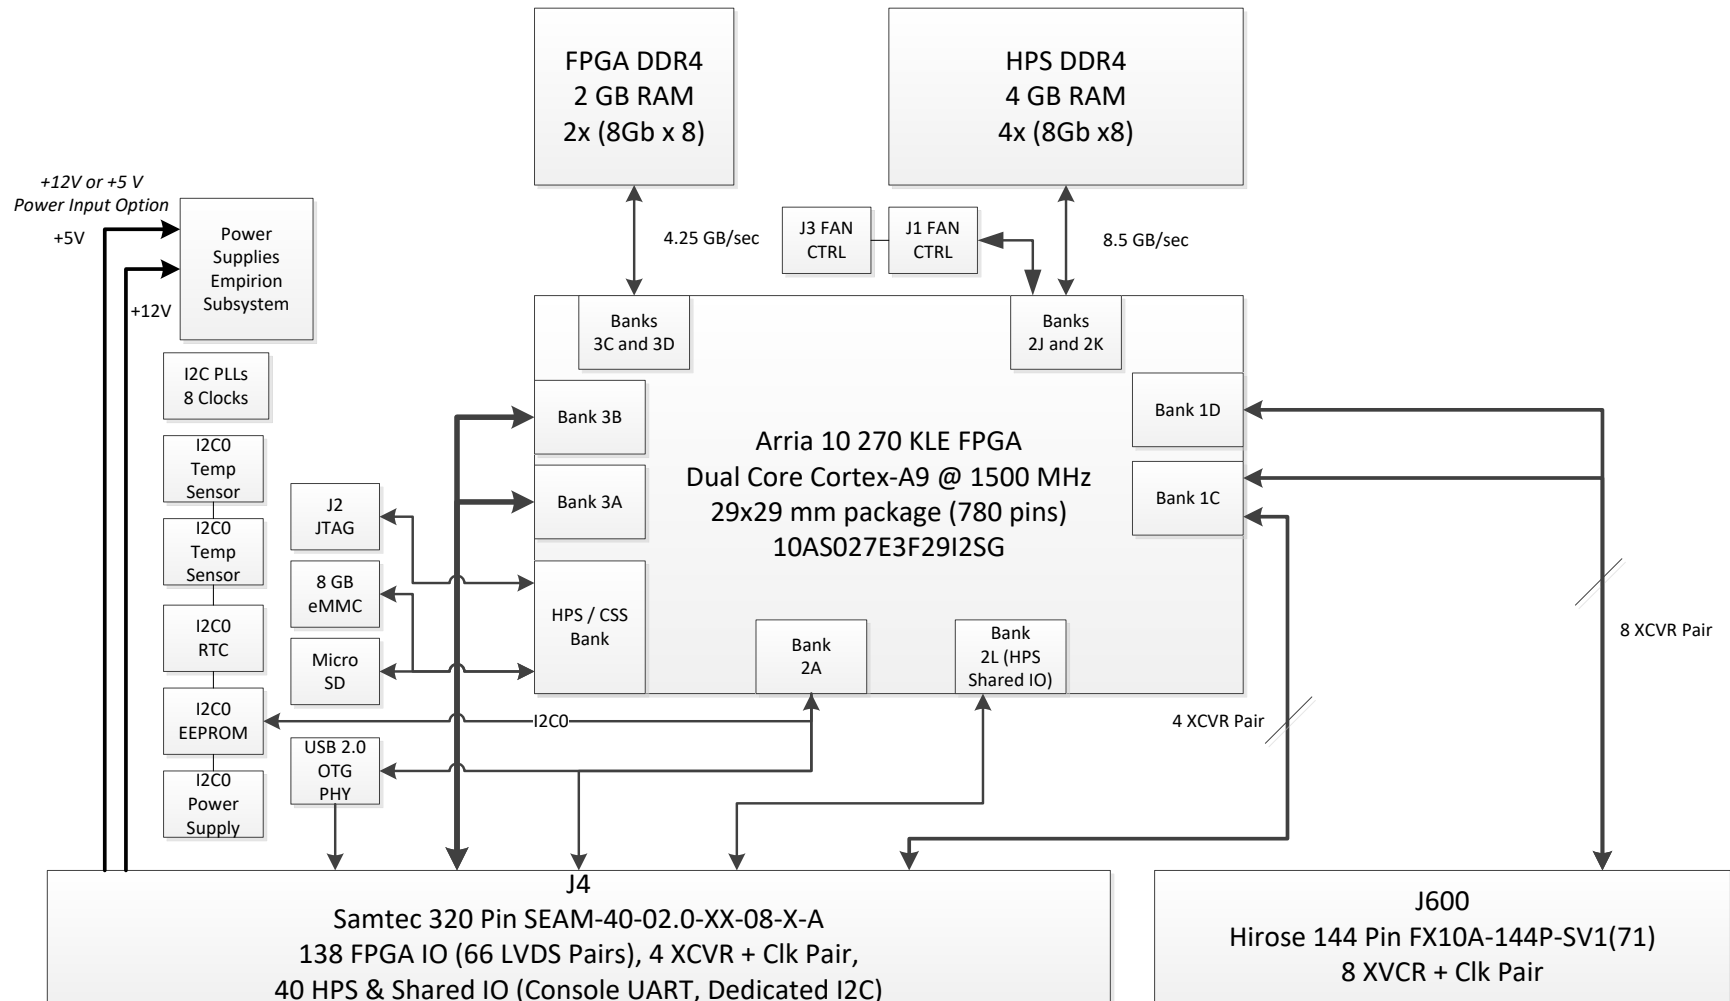 FPGA DDR4
2 GB RAM
2x (8Gb x 8)
HPS DDR4
4 GB RAM
4x (8Gb x8)
+12V or +5 V
Power Input Option
+5V
+12V
Power
Supplies
Empirion
Subsystem
4.25 GB/sec
J3 FAN
CTRL
J1 FAN
CTRL
8.5 GB/sec
Banks
3C and 3D
Banks
2J and 2K
I2C PLLs
8 Clocks
Bank 3B
Bank 3A
Bank 1D
Bank 1C
Arria 10 270 KLE FPGA
Dual Core Cortex-A9 @ 1500 MHz
29x29 mm package (780 pins)
10AS027E3F29I2SG
I2C0
Temp
Sensor
I2C0
Temp
Sensor
I2C0
RTC
I2C0
EEPROM
I2C0
Power
Supply
J2
JTAG
8 GB
eMMC
Micro
SD
USB 2.0
OTG
PHY
HPS / CSS
Bank
Bank
2A
Bank
2L (HPS
Shared IO)
I2C0
8 XCVR Pair
4 XCVR Pair
J4
Samtec 320 Pin SEAM-40-02.0-XX-08-X-A
138 FPGA IO (66 LVDS Pairs), 4 XCVR + Clk Pair,
40 HPS & Shared IO (Console UART, Dedicated I2C)
J600
Hirose 144 Pin FX10A-144P-SV1(71)
8 XVCR + Clk Pair